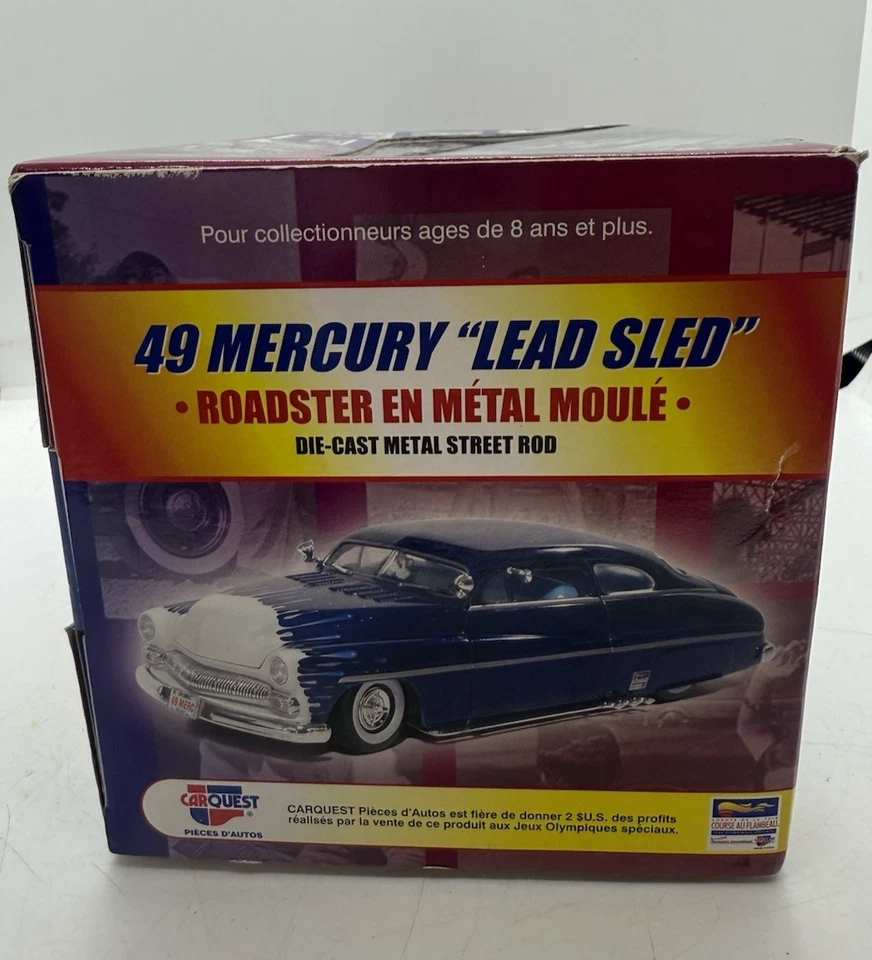 Pour collectionneurs ages de 8 ans et plus.
49 MERCURY “LEAD SLED”
• ROADSTER EN MÉTAL MOULÉ •
DIE-CAST METAL STREET ROD
49 MERC
CARQUEST®
PIÈCES D'AUTOS
CARQUEST Pièces d'Autos est fière de donner 2 $U.S. des profits
réalisés par la vente de ce produit aux Jeux Olympiques spéciaux.
COURSE AU FLAMBEAU